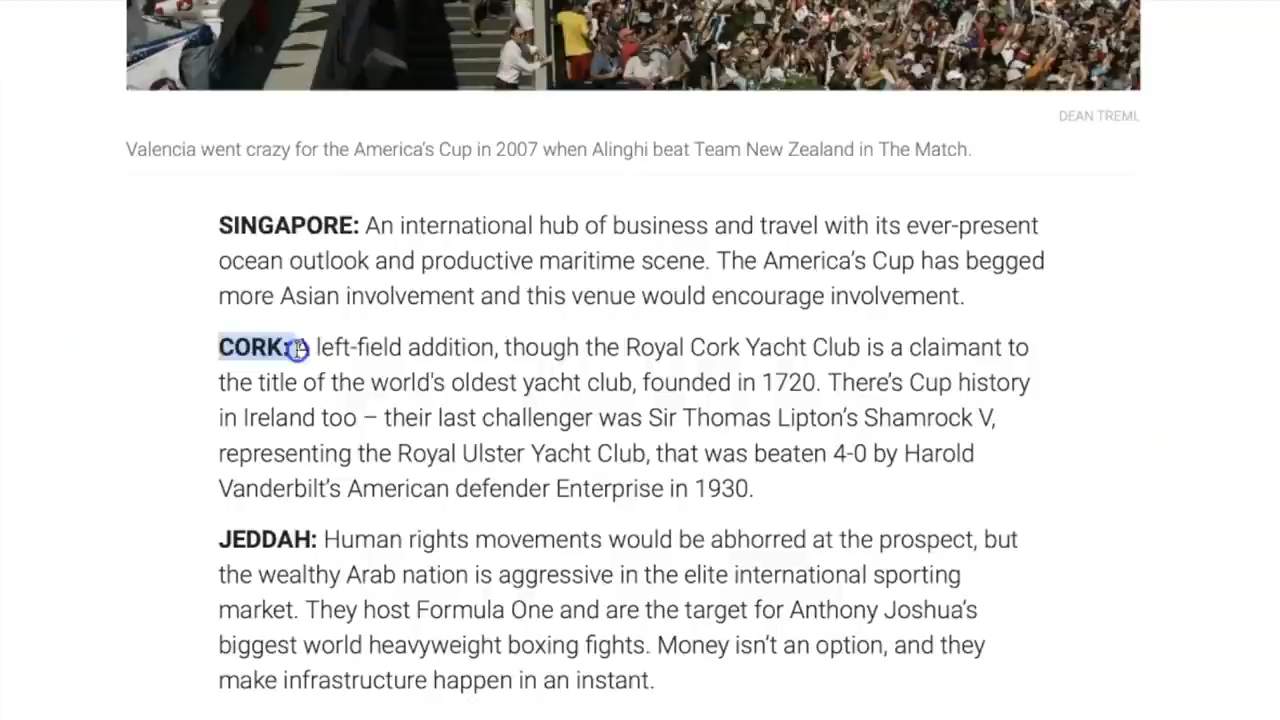 DEAN TREML
Valencia went crazy for the America's Cup in 2007 when Alinghi beat Team New Zealand in The Match.
SINGAPORE: An international hub of business and travel with its ever-present
ocean outlook and productive maritime scene. The America's Cup has begged
more Asian involvement and this venue would encourage involvement.
CORK: A left-field addition, though the Royal Cork Yacht Club is a claimant to
the title of the world's oldest yacht club, founded in 1720. There's Cup history
in Ireland too – their last challenger was Sir Thomas Lipton's Shamrock V,
representing the Royal Ulster Yacht Club, that was beaten 4-0 by Harold
Vanderbilt's American defender Enterprise in 1930.
JEDDAH: Human rights movements would be abhorred at the prospect, but
the wealthy Arab nation is aggressive in the elite international sporting
market. They host Formula One and are the target for Anthony Joshua's
biggest world heavyweight boxing fights. Money isn't an option, and they
make infrastructure happen in an instant.